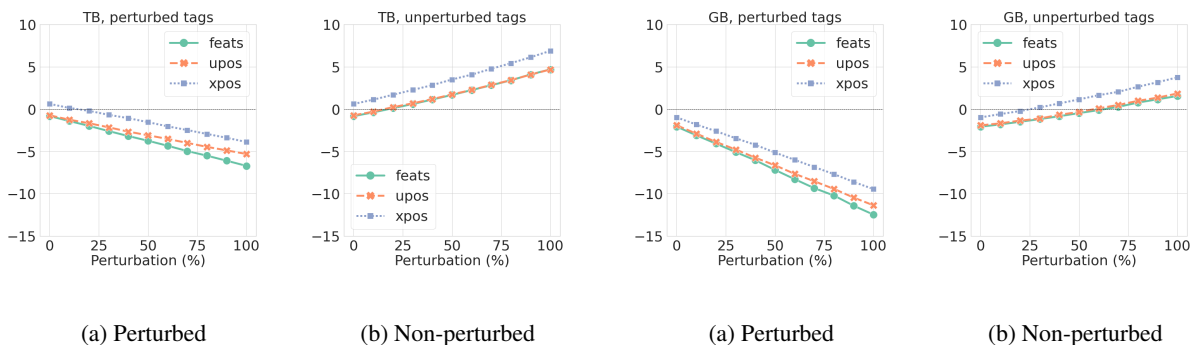 TB, perturbed tags
10
5
0
−5
−10
−15
feats
upos
xpos
0 25 50 75 100
Perturbation (%)
(a) Perturbed
TB, unperturbed tags
10
5
0
−5
−10
−15
feats
upos
xpos
0 25 50 75 100
Perturbation (%)
(b) Non-perturbed
GB, perturbed tags
10
5
0
−5
−10
−15
feats
upos
xpos
0 25 50 75 100
Perturbation (%)
(a) Perturbed
GB, unperturbed tags
10
5
0
−5
−10
−15
feats
upos
xpos
0 25 50 75 100
Perturbation (%)
(b) Non-perturbed